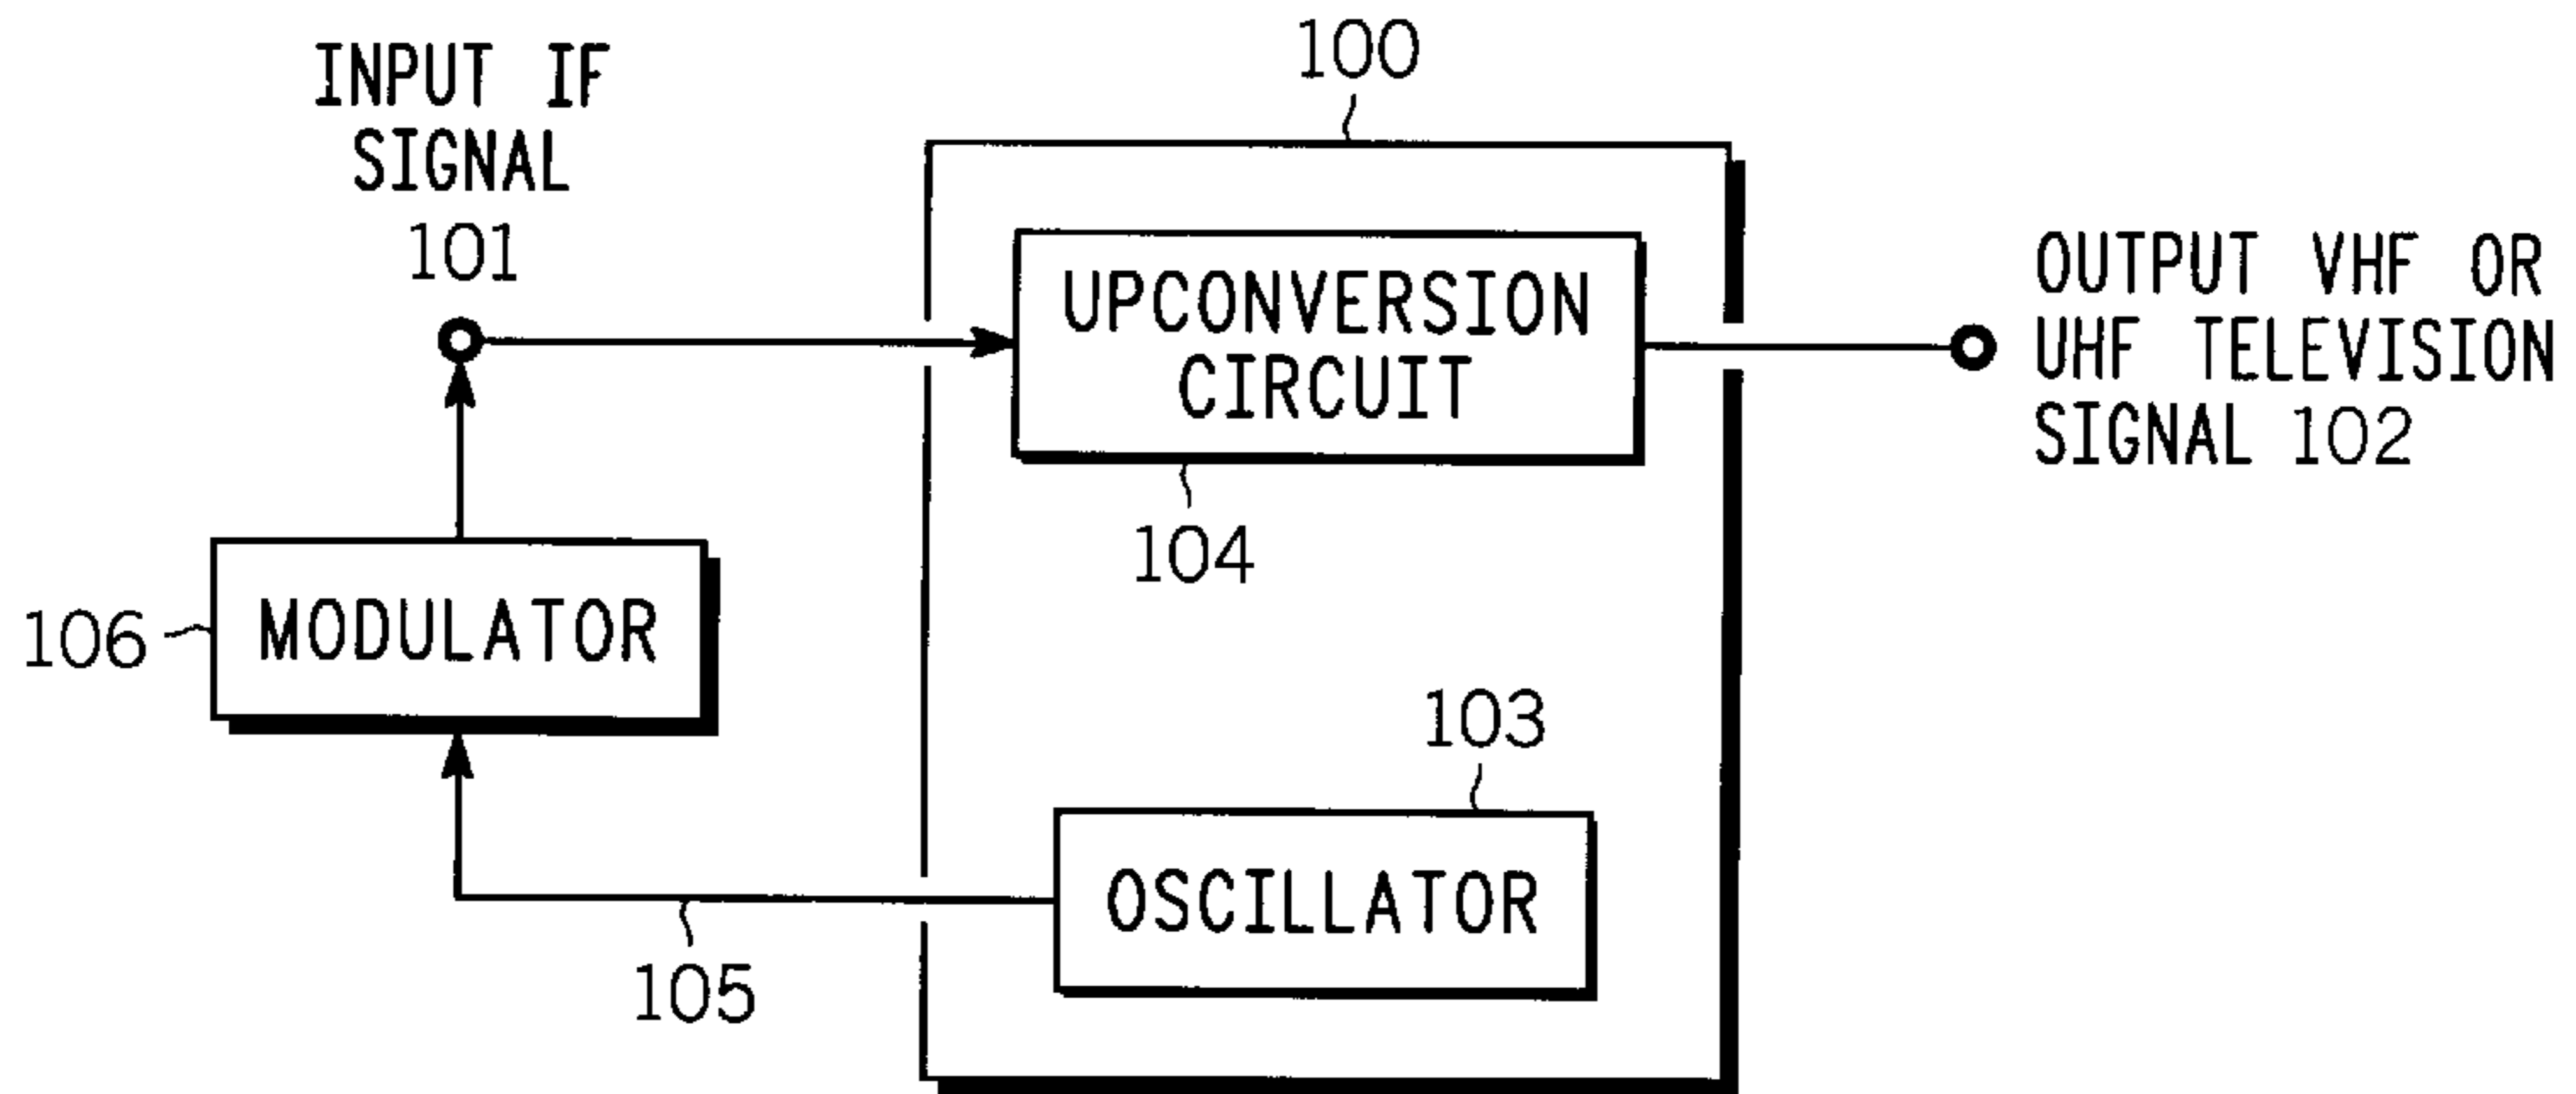 INPUT IF
SIGNAL
101
100
UPCONVERSION
CIRCUIT
104
OUTPUT VHF OR
UHF TELEVISION
SIGNAL 102
106
MODULATOR
103
OSCILLATOR
105